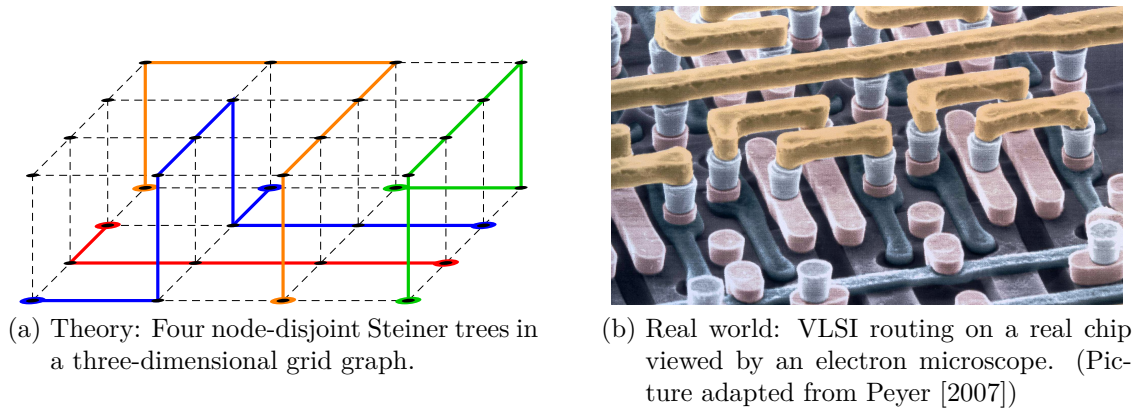 (a) Theory: Four node-disjoint Steiner trees in
a three-dimensional grid graph.
(b) Real world: VLSI routing on a real chip
viewed by an electron microscope. (Pic-
ture adapted from Peyer [2007])